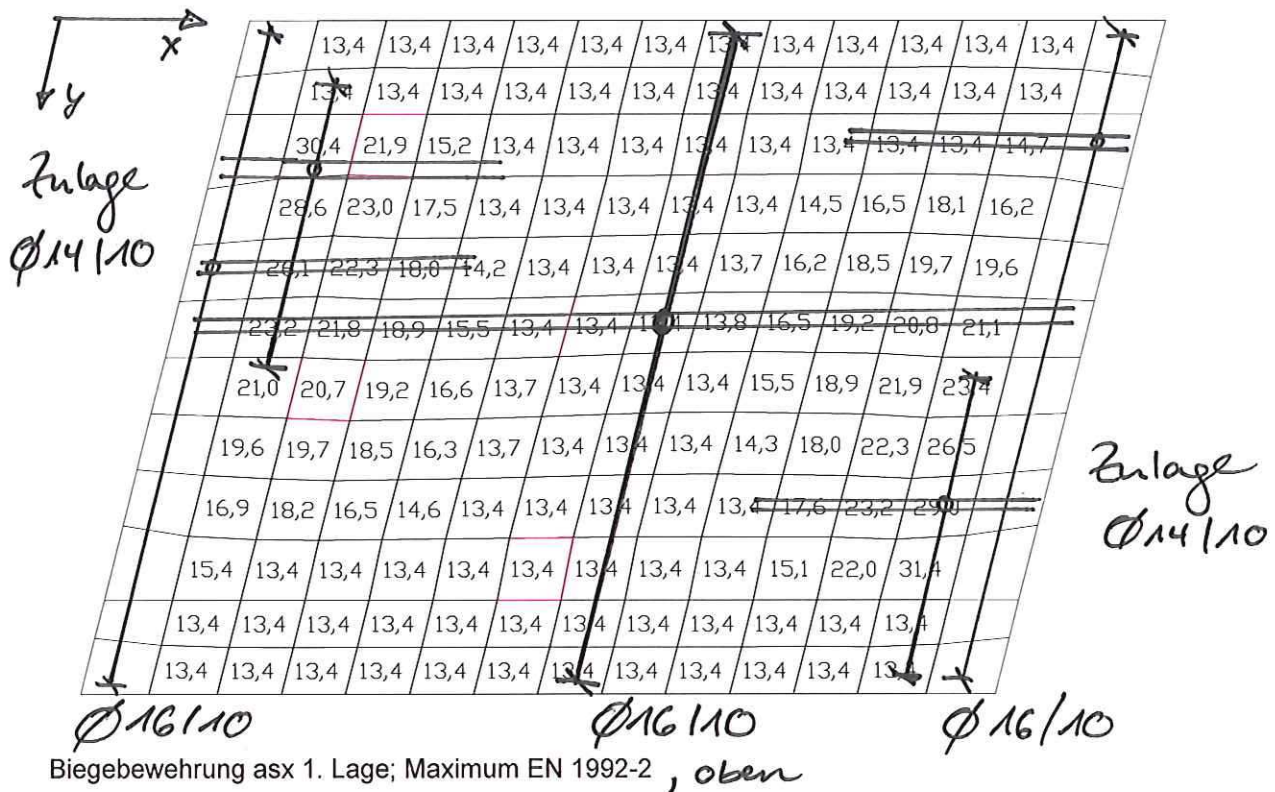 x
y
13,4 13,4 13,4 13,4 13,4 13,4 13,4 13,4 13,4 13,4 13,4 13,4
13,4 13,4 13,4 13,4 13,4 13,4 13,4 13,4 13,4 13,4 13,4 13,4
30,4 21,9 15,2 13,4 13,4 13,4 13,4 13,4 13,4 13,4 13,4 14,7
Zulage
Ø14/10
28,6 23,0 17,5 13,4 13,4 13,4 13,4 13,4 14,5 16,5 18,1 16,2
26,1 22,3 18,0 14,2 13,4 13,4 13,4 13,7 16,2 18,5 19,7 19,6
23,2 21,8 18,9 15,5 13,4 13,4 13,8 16,5 19,2 20,8 21,1
21,0 20,7 19,2 16,6 13,7 13,4 13,4 13,4 15,5 18,9 21,9 23,4
19,6 19,7 18,5 16,3 13,7 13,4 13,4 13,4 14,3 18,0 22,3 26,5
16,9 18,2 16,5 14,6 13,4 13,4 13,4 13,4 13,4 17,6 23,2 29,0
Zulage
Ø14/10
15,4 13,4 13,4 13,4 13,4 13,4 13,4 13,4 13,4 15,1 22,0 31,4
13,4 13,4 13,4 13,4 13,4 13,4 13,4 13,4 13,4 13,4 13,4 13,4
13,4 13,4 13,4 13,4 13,4 13,4 13,4 13,4 13,4 13,4 13,4 13,4
Ø16/10 Ø16/10 Ø16/10
Biegebewehrung asx 1. Lage; Maximum EN 1992-2 , oben